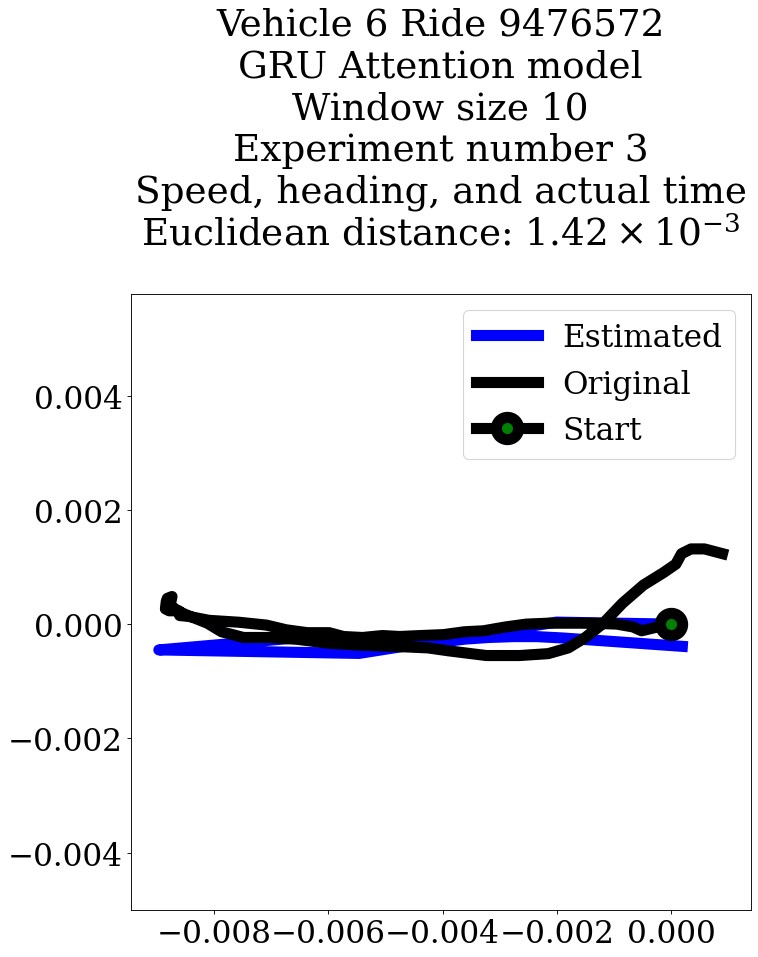 Vehicle 6 Ride 9476572
GRU Attention model
Window size 10
Experiment number 3
Speed, heading, and actual time
Euclidean distance: 1.42 × 10⁻³
Estimated
Original
Start
0.004
0.002
0.000
−0.002
−0.004
−0.008 −0.006 −0.004 −0.002 0.000